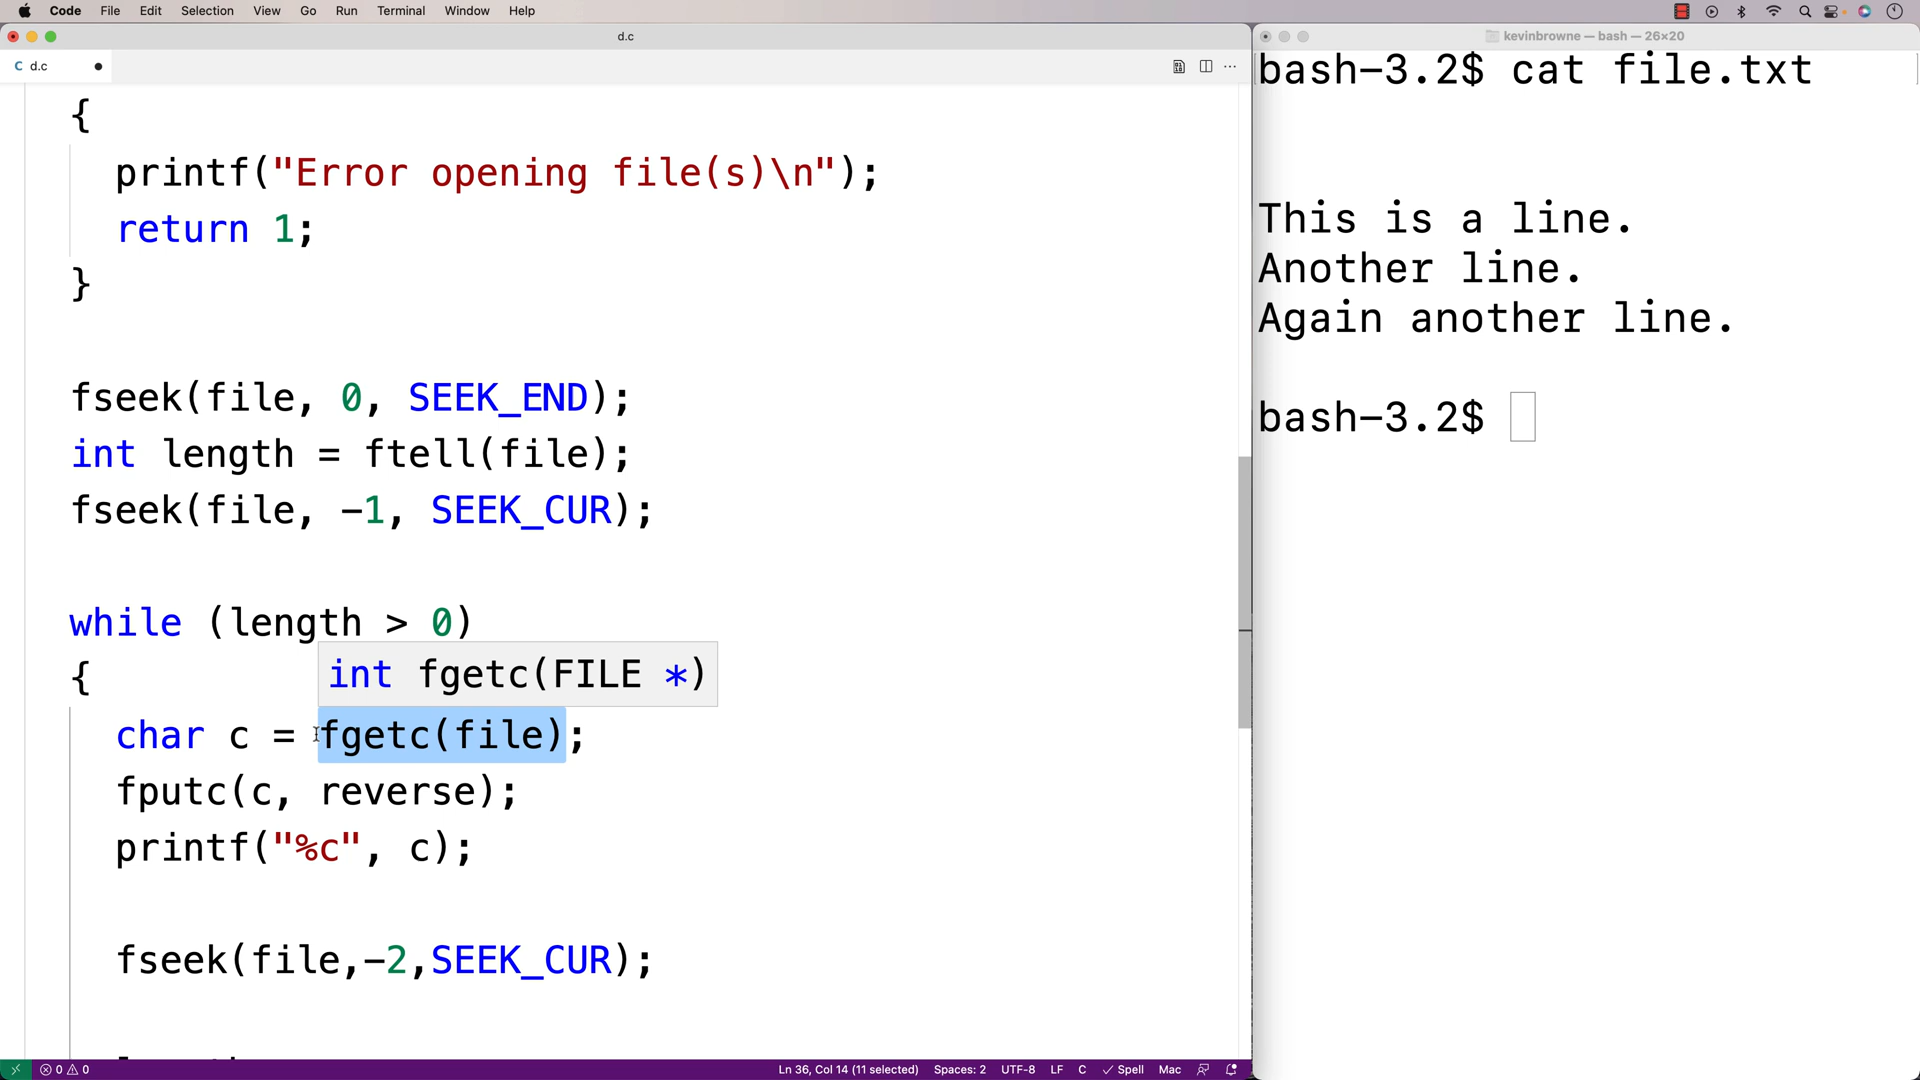 Code File Edit Selection View Go Run Terminal Window Help
d.c
C d.c
{
printf("Error opening file(s)\n");
return 1;
}
fseek(file, 0, SEEK_END);
int length = ftell(file);
fseek(file, -1, SEEK_CUR);
while (length > 0)
{
int fgetc(FILE *)
char c = fgetc(file);
fputc(c, reverse);
printf("%c", c);
fseek(file,-2,SEEK_CUR);
0 0 Ln 36, Col 14 (11 selected) Spaces: 2 UTF-8 LF C Spell Mac
kevinbrowne — bash — 26×20
bash-3.2$ cat file.txt
This is a line.
Another line.
Again another line.
bash-3.2$